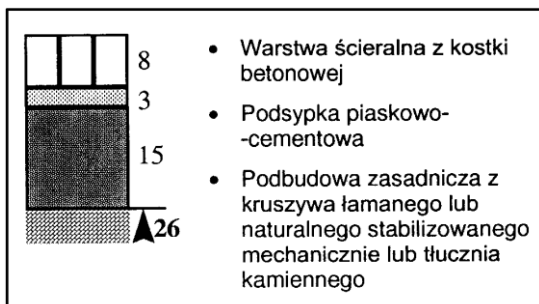 8
3
15
26
• Warstwa ścieralna z kostki
betonowej
• Podsypka piaskowo-
-cementowa
• Podbudowa zasadnicza z
kruszywa łamanego lub
naturalnego stabilizowanego
mechanicznie lub tłucznia
kamiennego